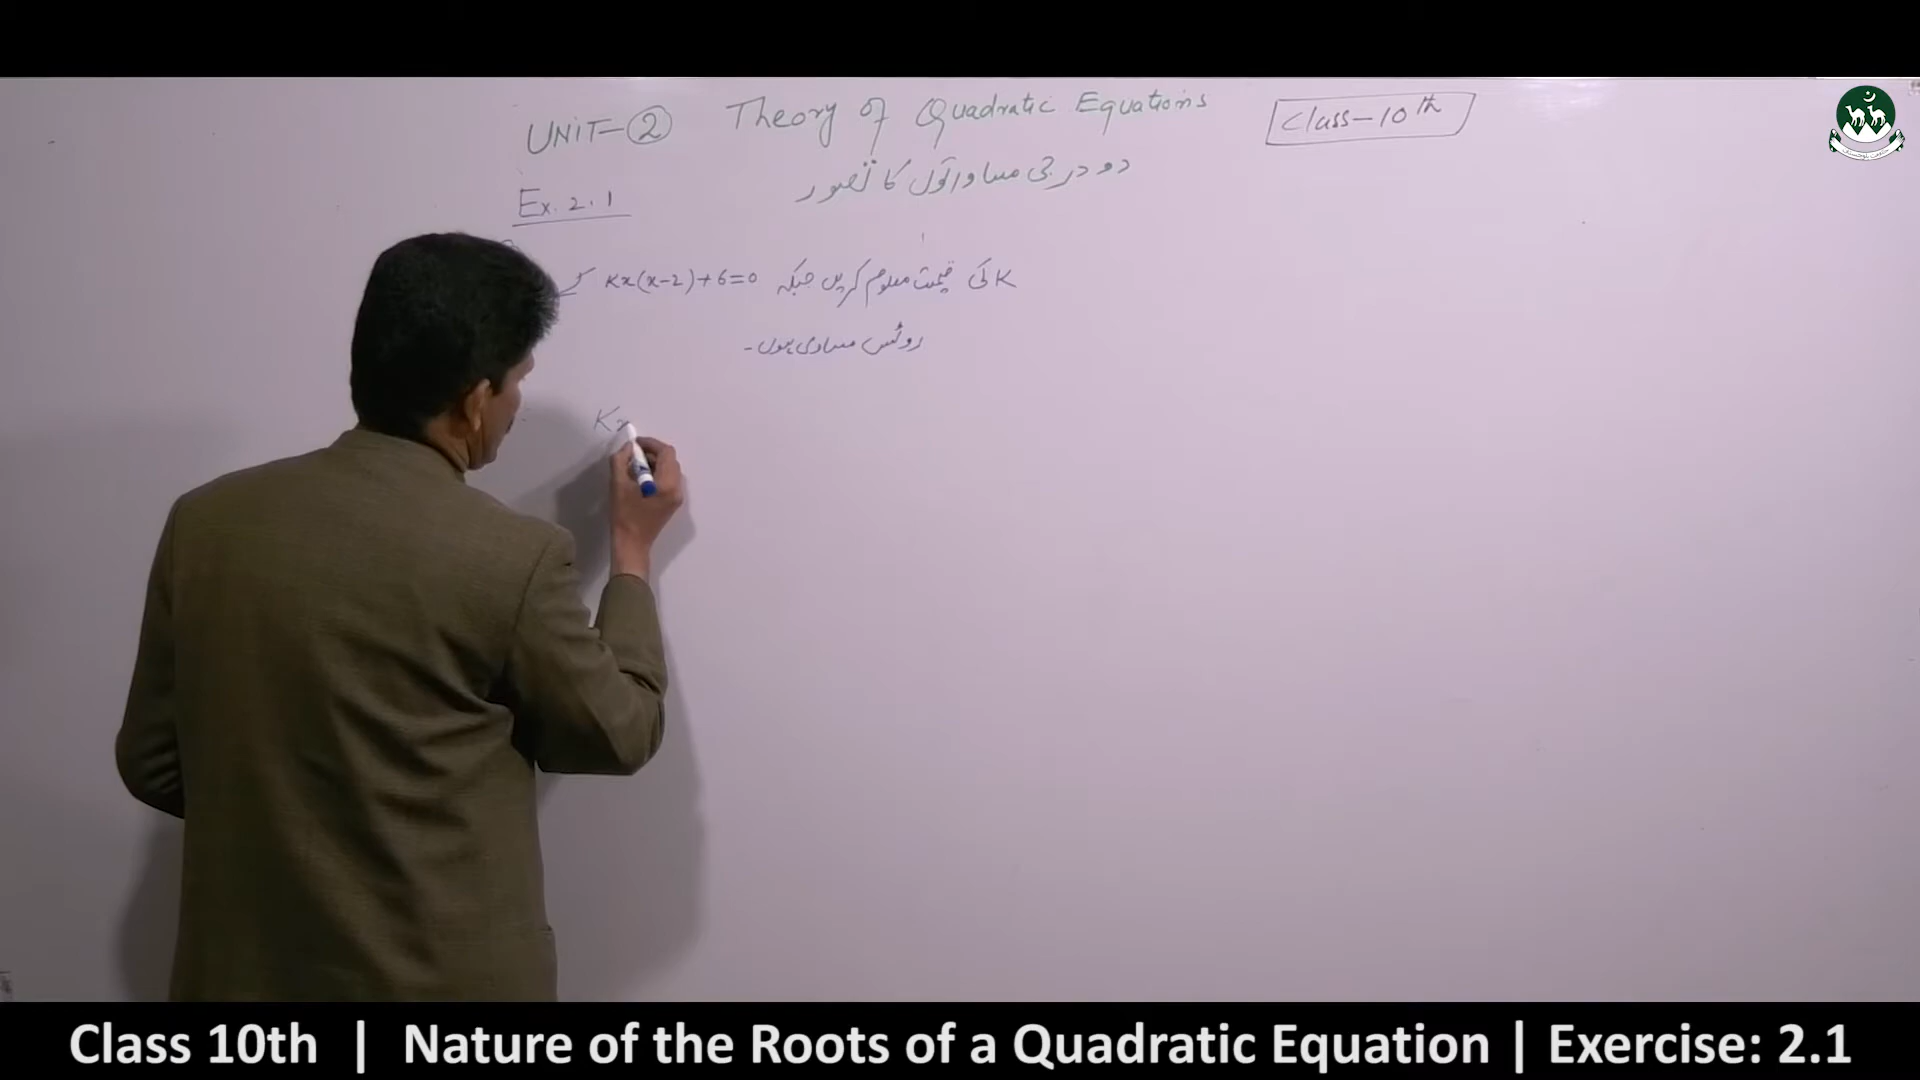 UNIT-2 Theory of Quadratic Equations
Class-10th
دو درجی مساواتوں کا تصور
Ex. 2.1
K کی قیمت معلوم کریں جبکہ Kx(x-2)+6=0 کے
روٹس مساوی ہوں۔
Kx
Class 10th | Nature of the Roots of a Quadratic Equation | Exercise: 2.1